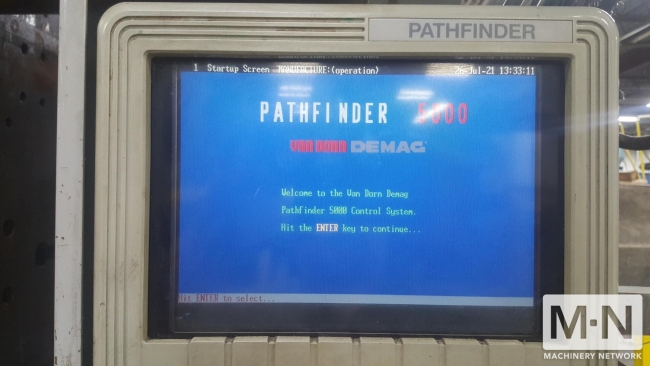 PATHFINDER
1 Startup Screen MANUFACTURE:(operation) 26-Jul-21 13:33:11
PATHFINDER 5000
VAN DORN DEMAG
Welcome to the Van Dorn Demag
Pathfinder 5000 Control System.
Hit the ENTER key to continue...
Hit ENTER to select...
M·N
MACHINERY NETWORK